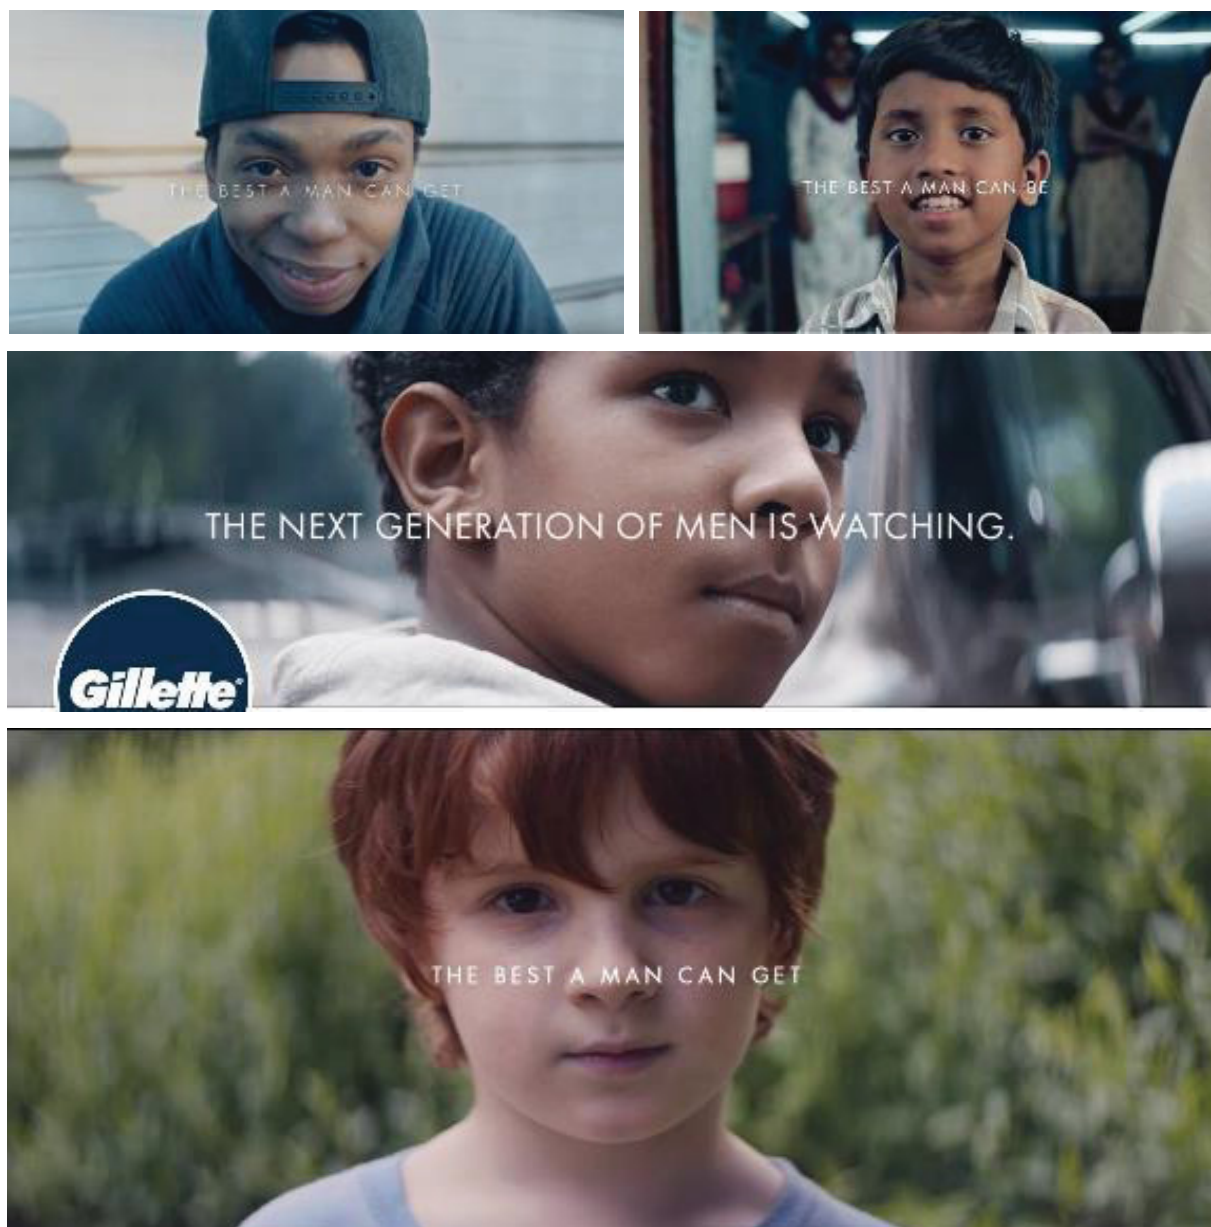 THE BEST A MAN CAN GET
THE BEST A MAN CAN BE
THE NEXT GENERATION OF MEN IS WATCHING.
Gillette®
THE BEST A MAN CAN GET